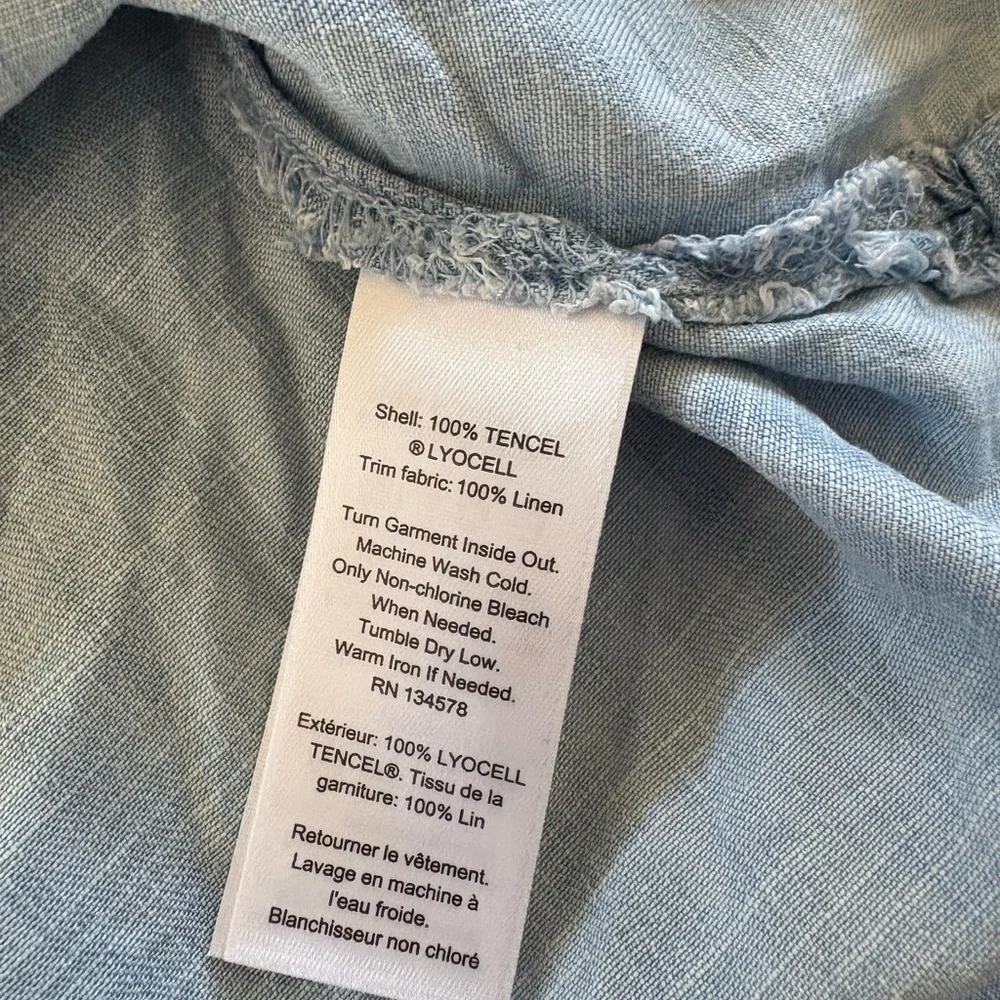 Shell: 100% TENCEL
®LYOCELL
Trim fabric: 100% Linen
Turn Garment Inside Out.
Machine Wash Cold.
Only Non-chlorine Bleach
When Needed.
Tumble Dry Low.
Warm Iron If Needed.
RN 134578
Extérieur: 100% LYOCELL
TENCEL®. Tissu de la
garniture: 100% Lin
Retourner le vêtement.
Lavage en machine à
l'eau froide.
Blanchisseur non chloré